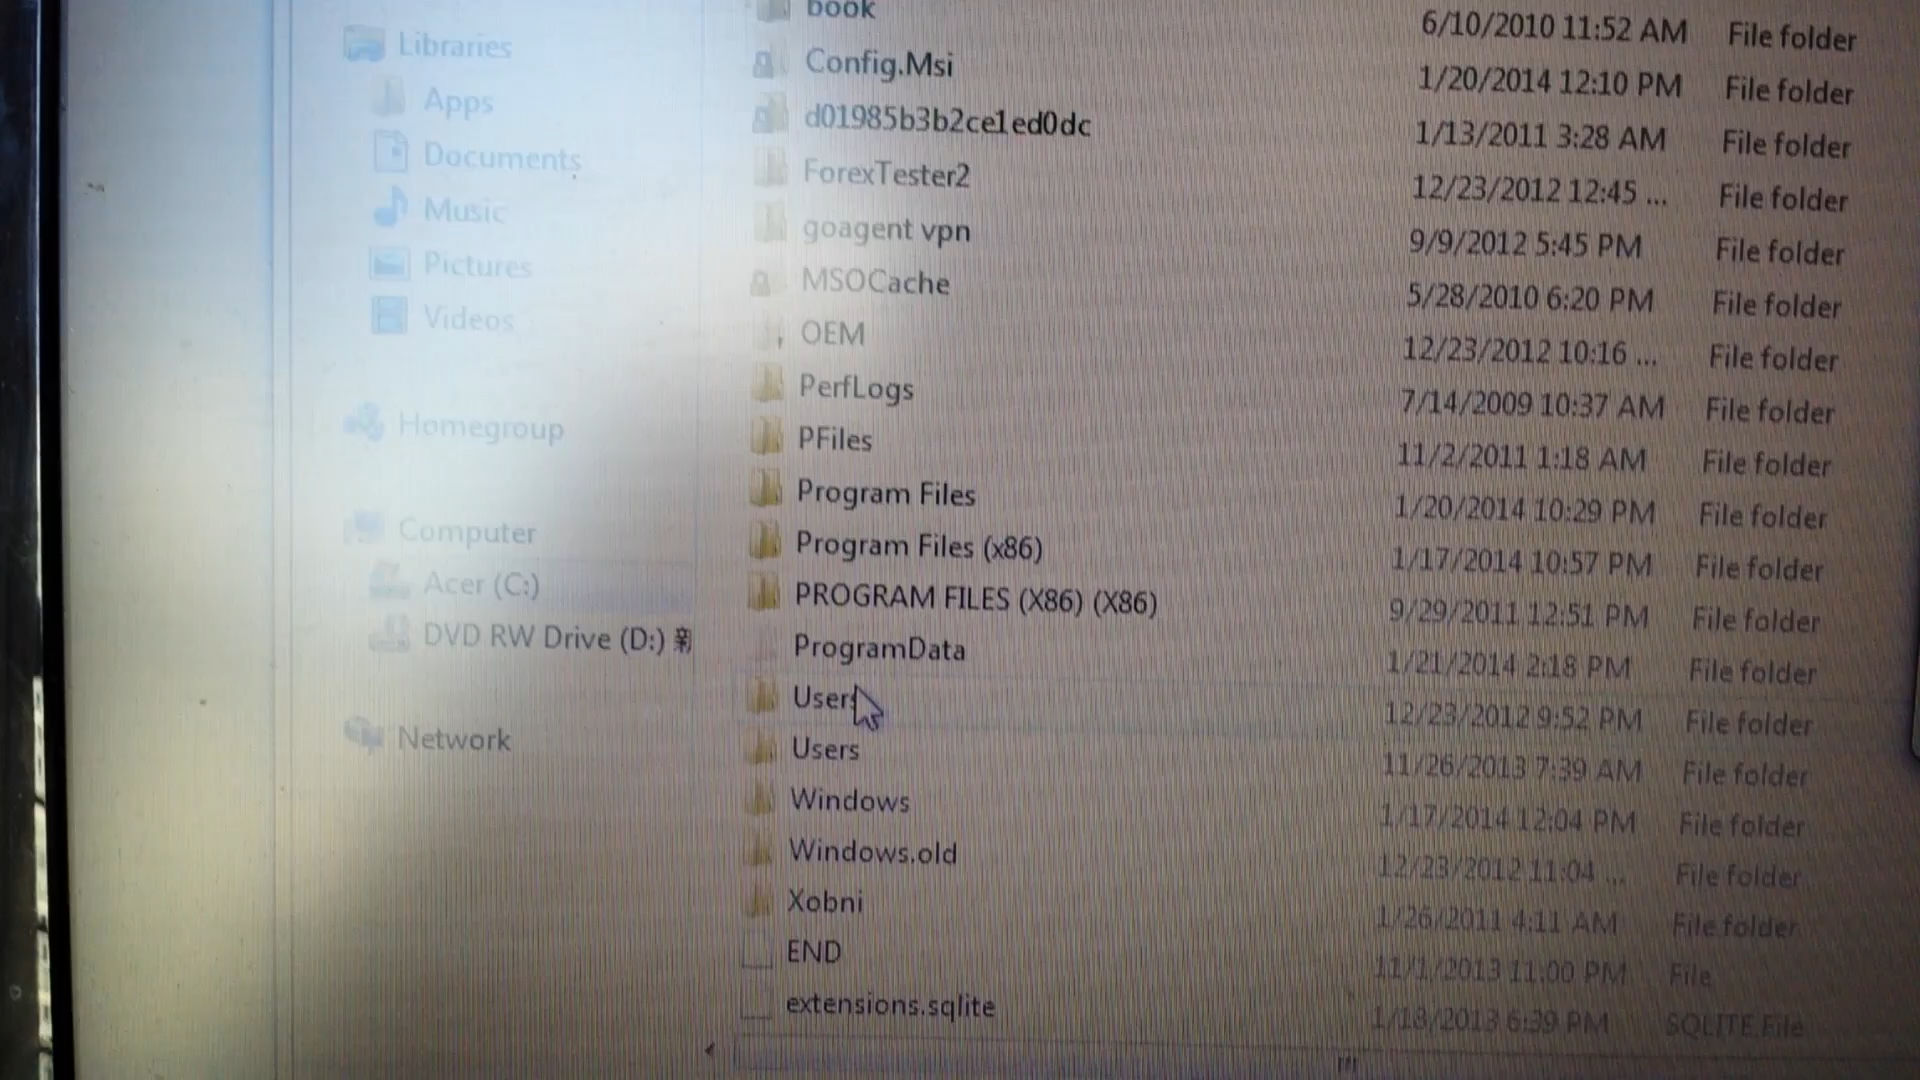 Libraries
Apps
Documents
Music
Pictures
Videos
Homegroup
Computer
Acer (C:)
DVD RW Drive (D:) 新
Network
book 6/10/2010 11:52 AM File folder
Config.Msi 1/20/2014 12:10 PM File folder
d01985b3b2ce1ed0dc 1/13/2011 3:28 AM File folder
ForexTester2 12/23/2012 12:45 ... File folder
goagent vpn 9/9/2012 5:45 PM File folder
MSOCache 5/28/2010 6:20 PM File folder
OEM 12/23/2012 10:16 ... File folder
PerfLogs 7/14/2009 10:37 AM File folder
PFiles 11/2/2011 1:18 AM File folder
Program Files 1/20/2014 10:29 PM File folder
Program Files (x86) 1/17/2014 10:57 PM File folder
PROGRAM FILES (X86) (X86) 9/29/2011 12:51 PM File folder
ProgramData 1/21/2014 2:18 PM File folder
Users 12/23/2012 9:52 PM File folder
Users 11/26/2013 7:39 AM File folder
Windows 1/17/2014 12:04 PM File folder
Windows.old 12/23/2012 11:04 ... File folder
Xobni 1/26/2011 4:11 AM File folder
END 11/1/2013 11:00 PM File
extensions.sqlite 1/18/2013 6:39 PM SQLITE File